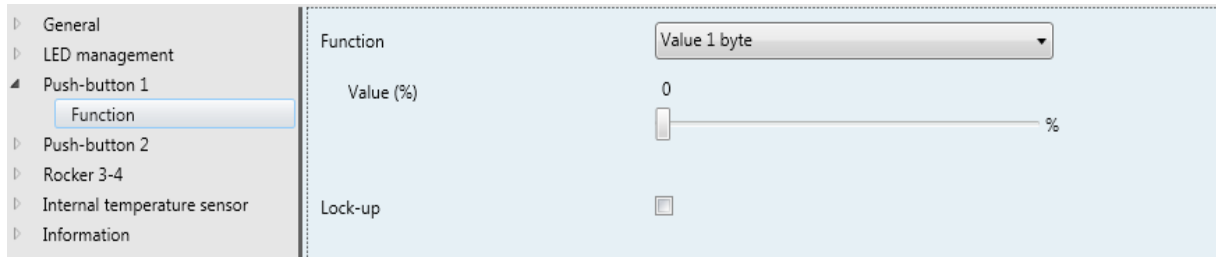 General
LED management
Push-button 1
Function
Push-button 2
Rocker 3-4
Internal temperature sensor
Information
Function
Value 1 byte
Value (%)
0
%
Lock-up